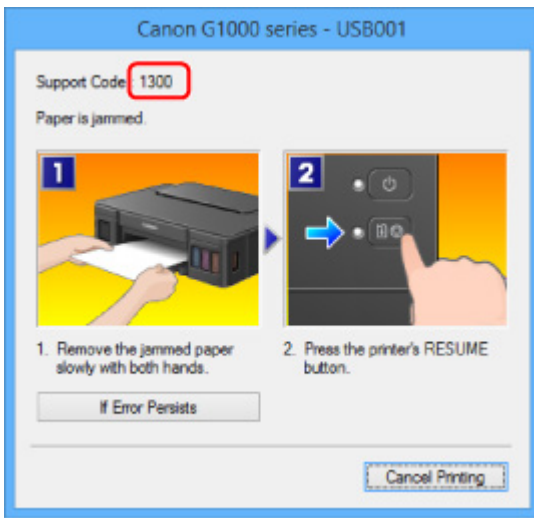 Canon G1000 series - USB001
Support Code : 1300
Paper is jammed.
1
2
1. Remove the jammed paper
slowly with both hands.
2. Press the printer's RESUME
button.
If Error Persists
Cancel Printing